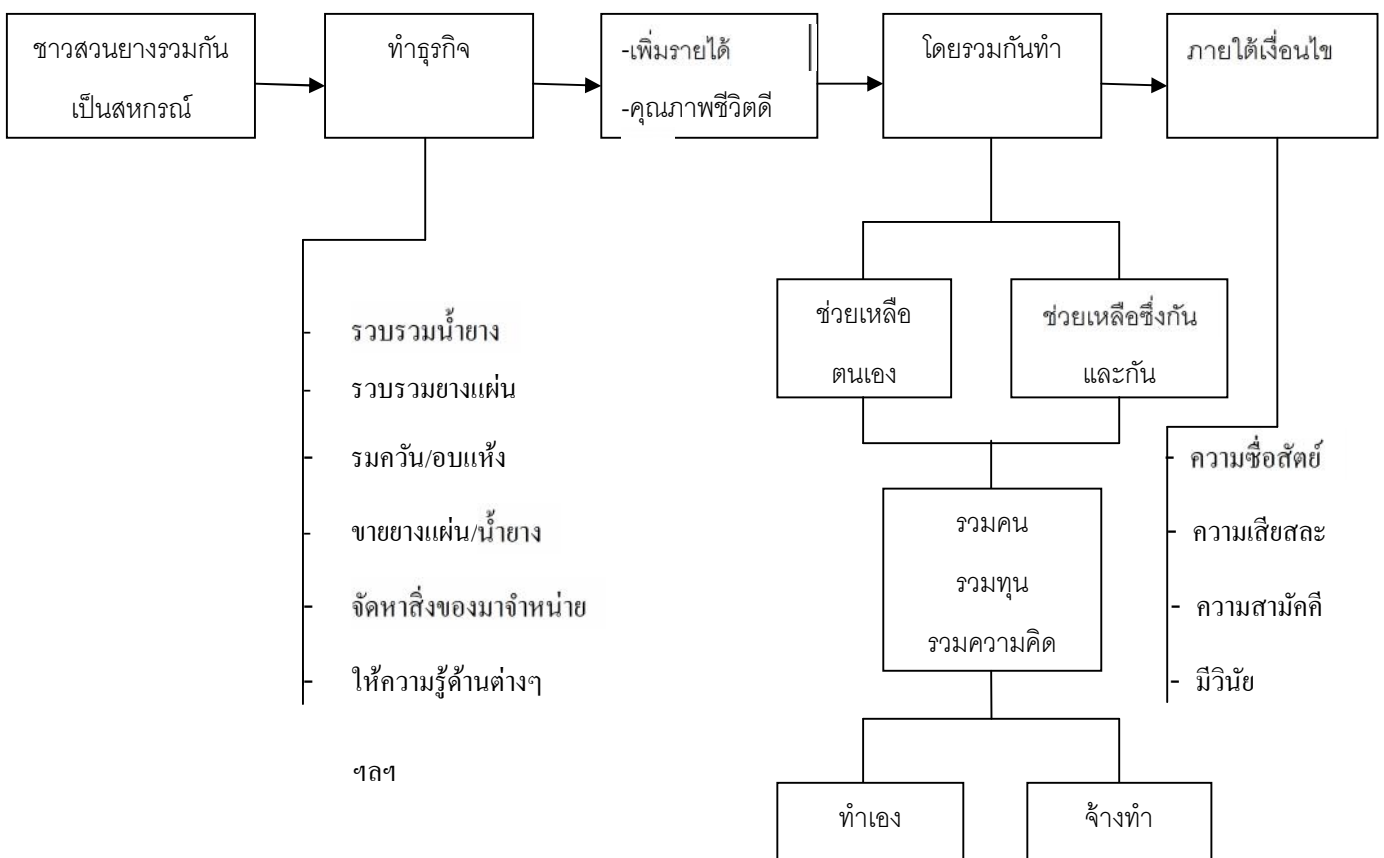 ชาวสวนยางรวมกัน
เป็นสหกรณ์
ทำธุรกิจ
-เพิ่มรายได้
-คุณภาพชีวิตดี
โดยรวมกันทำ
ภายใต้เงื่อนไข
- รวบรวมน้ำยาง
- รวบรวมยางแผ่น
- รมควัน/อบแห้ง
- ขายยางแผ่น/น้ำยาง
- จัดหาสิ่งของมาจำหน่าย
- ให้ความรู้ด้านต่างๆ
ฯลฯ
ช่วยเหลือ
ตนเอง
ช่วยเหลือซึ่งกัน
และกัน
รวมคน
รวมทุน
รวมความคิด
ทำเอง
จ้างทำ
- ความซื่อสัตย์
- ความเสียสละ
- ความสามัคคี
- มีวินัย